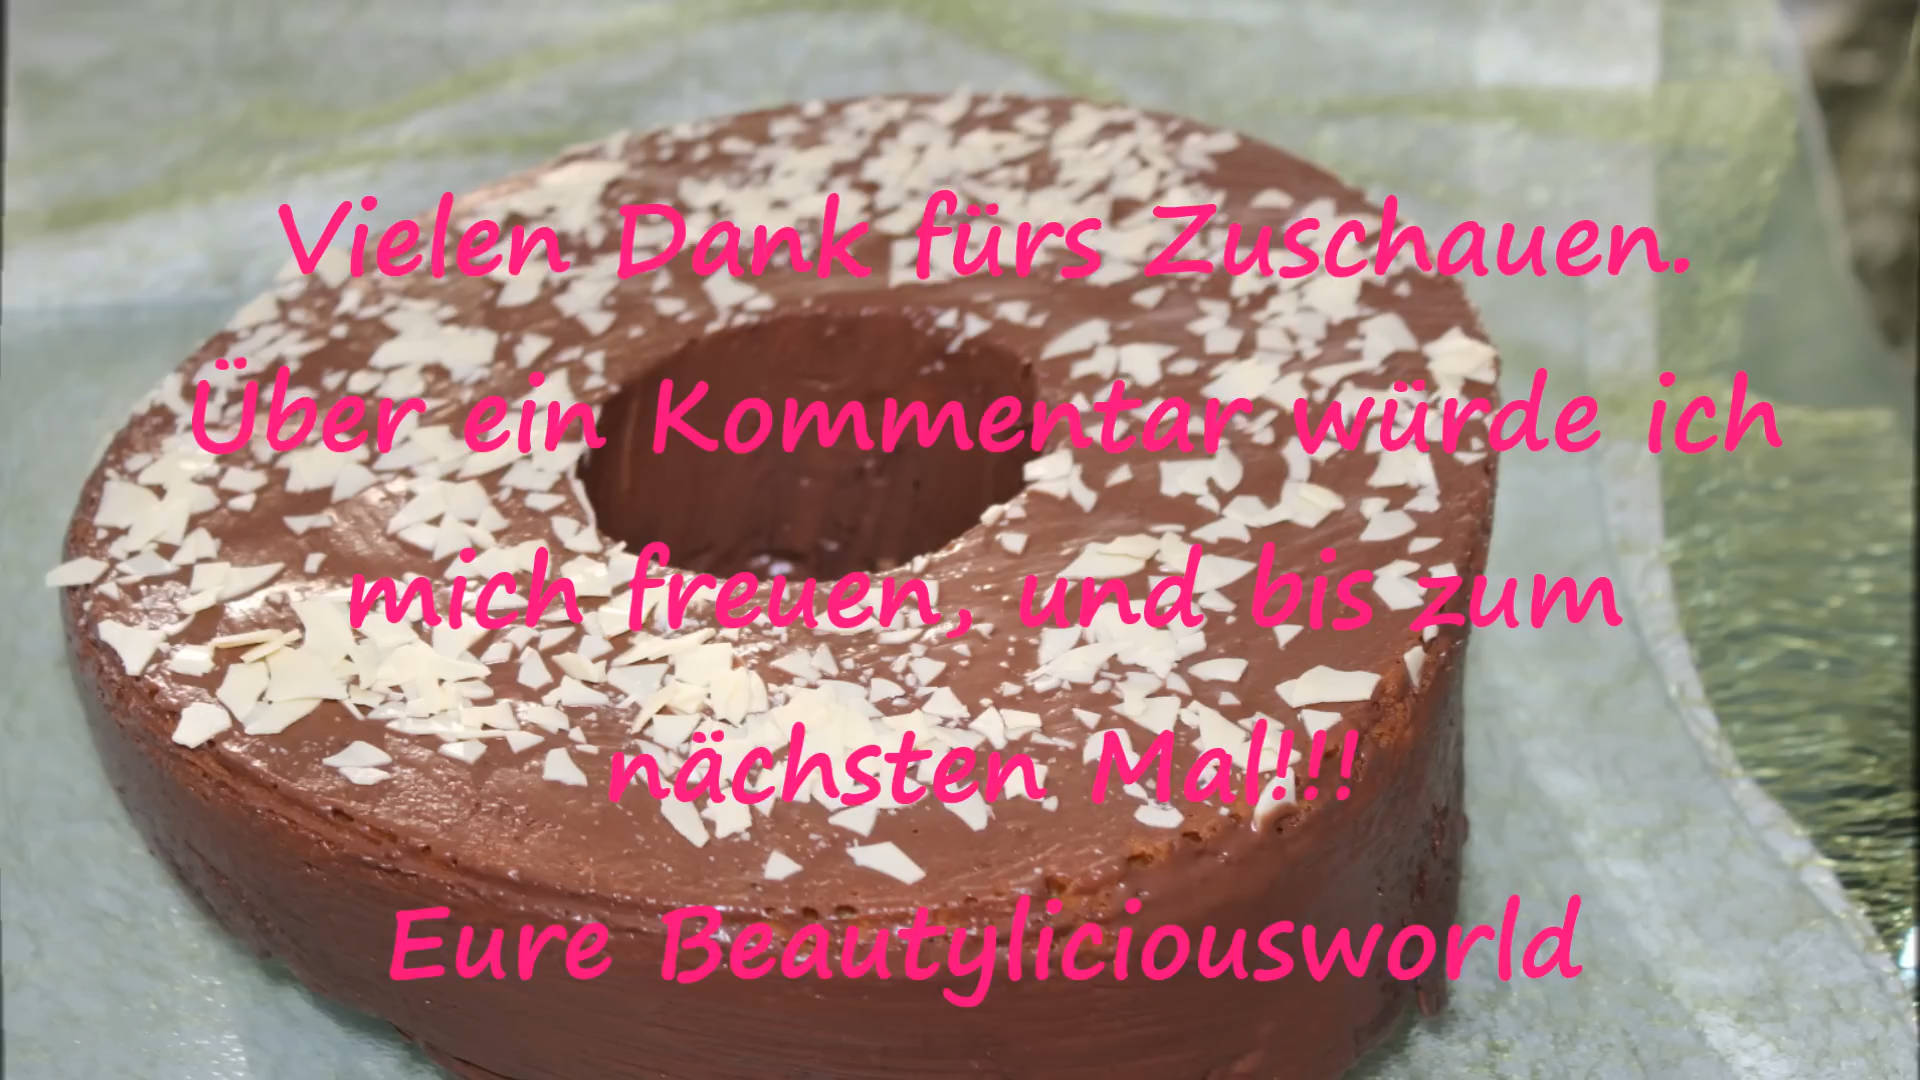 Vielen Dank fürs Zuschauen.
Über ein Kommentar würde ich
mich freuen, und bis zum
nächsten Mal!!!
Eure Beautyliciousworld